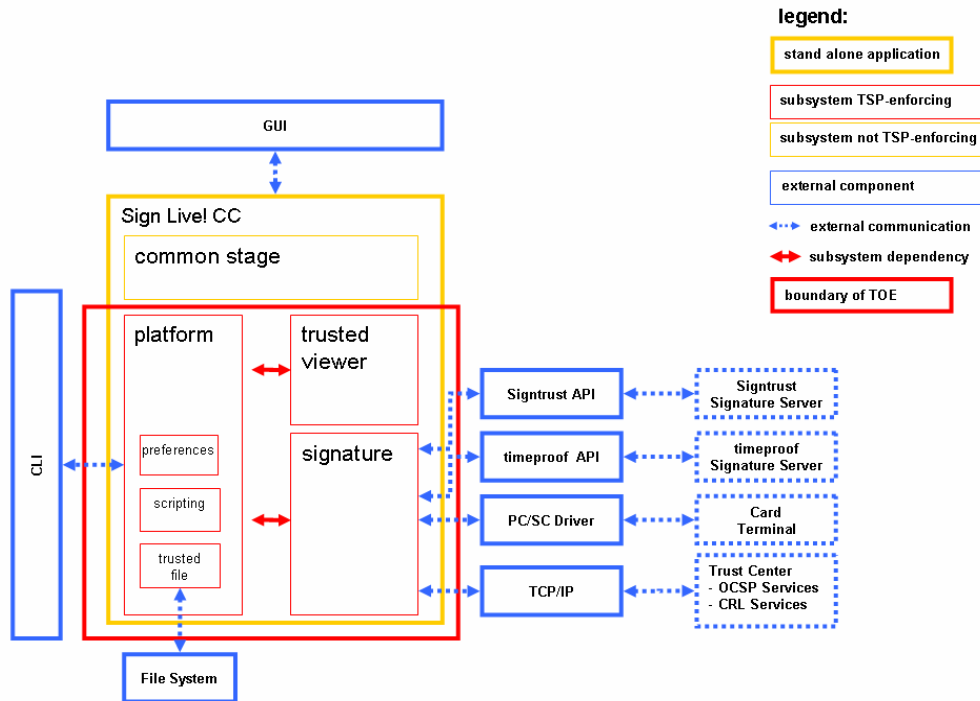 legend:
stand alone application
subsystem TSP-enforcing
subsystem not TSP-enforcing
external component
external communication
subsystem dependency
boundary of TOE
GUI
Sign Live! CC
common stage
platform
trusted
viewer
preferences
scripting
trusted
file
signature
CLI
File System
Signtrust API
Signtrust
Signature Server
timeproof API
timeproof
Signature Server
PC/SC Driver
Card
Terminal
TCP/IP
Trust Center
- OCSP Services
- CRL Services